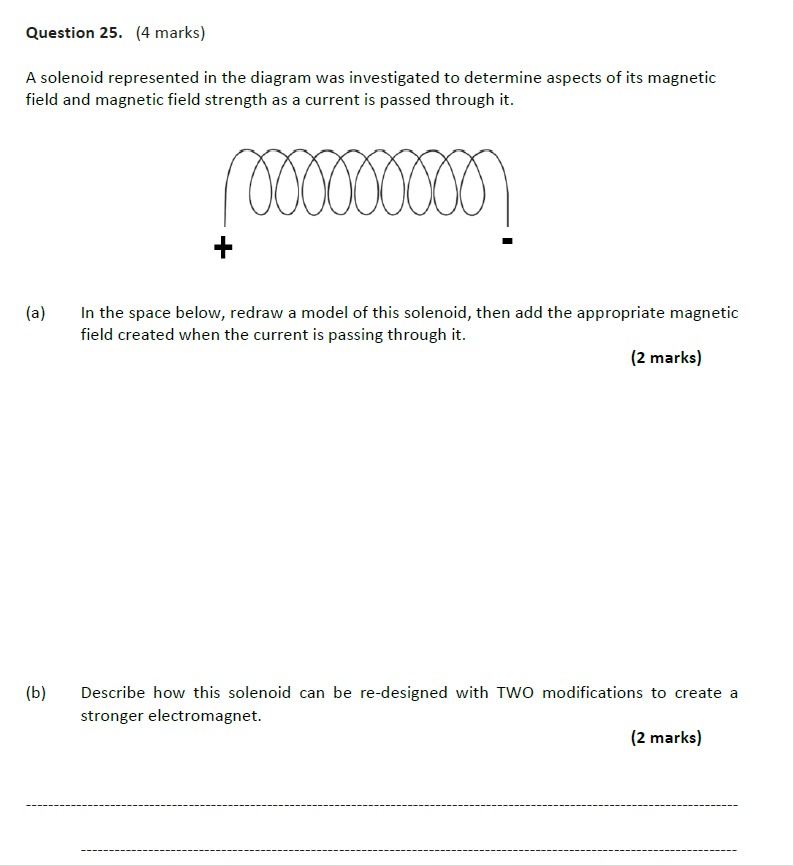 Question 25. (4 marks)
A solenoid represented in the diagram was investigated to determine aspects of its magnetic
field and magnetic field strength as a current is passed through it.
+ -
(a) In the space below, redraw a model of this solenoid, then add the appropriate magnetic
field created when the current is passing through it.
(2 marks)
(b) Describe how this solenoid can be re-designed with TWO modifications to create a
stronger electromagnet.
(2 marks)